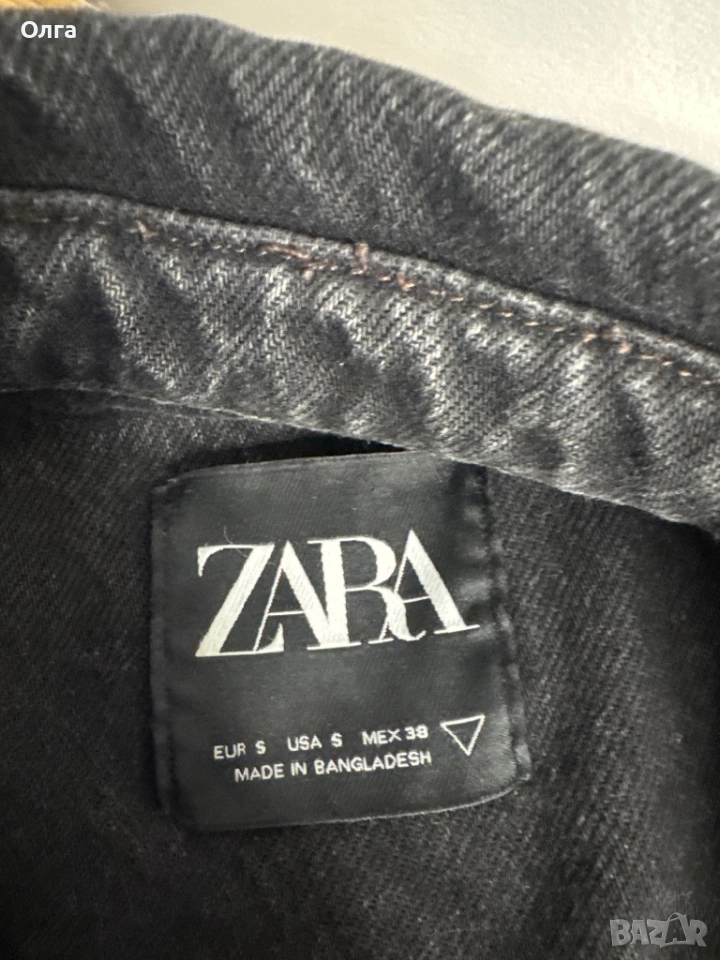 Олга
ZARA
EUR S USA S MEX 38
MADE IN BANGLADESH
BAZAR